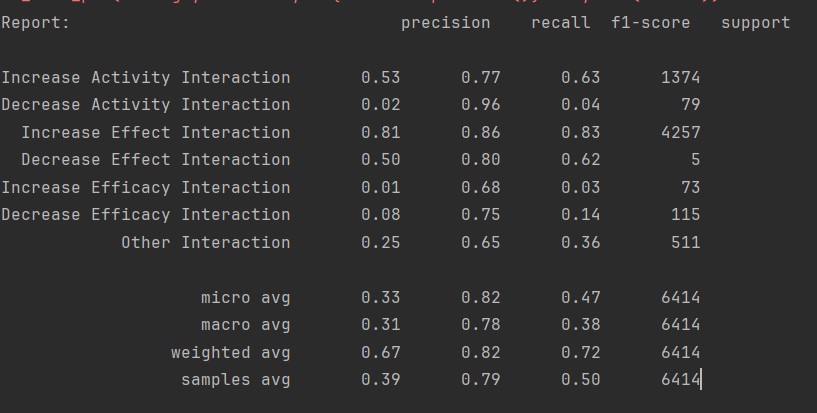 Report: precision recall f1-score support
Increase Activity Interaction 0.53 0.77 0.63 1374
Decrease Activity Interaction 0.02 0.96 0.04 79
Increase Effect Interaction 0.81 0.86 0.83 4257
Decrease Effect Interaction 0.50 0.80 0.62 5
Increase Efficacy Interaction 0.01 0.68 0.03 73
Decrease Efficacy Interaction 0.08 0.75 0.14 115
Other Interaction 0.25 0.65 0.36 511
micro avg 0.33 0.82 0.47 6414
macro avg 0.31 0.78 0.38 6414
weighted avg 0.67 0.82 0.72 6414
samples avg 0.39 0.79 0.50 6414